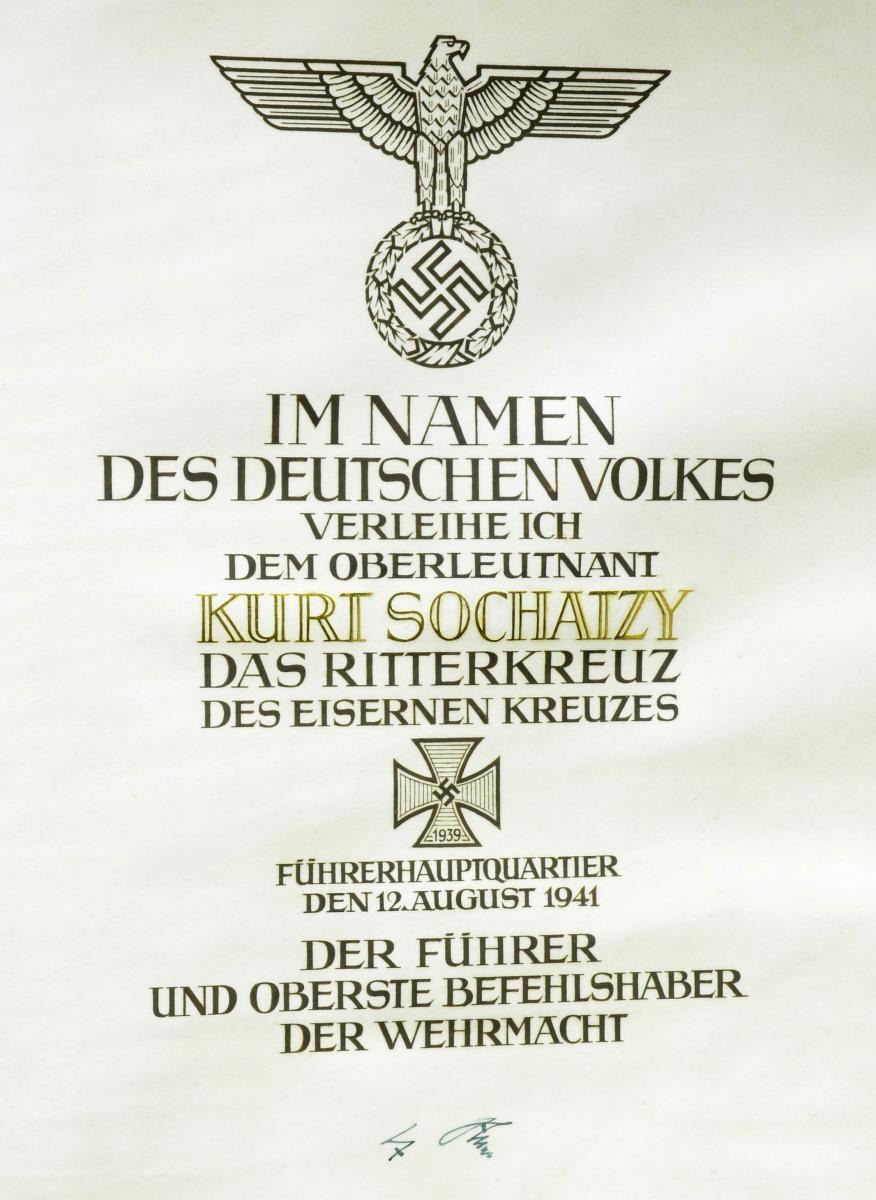 IM NAMEN
DES DEUTSCHEN VOLKES
VERLEIHE ICH
DEM OBERLEUTNANT
KURT SOCHATZY
DAS RITTERKREUZ
DES EISERNEN KREUZES
1939
FÜHRERHAUPTQUARTIER
DEN 12. AUGUST 1941
DER FÜHRER
UND OBERSTE BEFEHLSHABER
DER WEHRMACHT